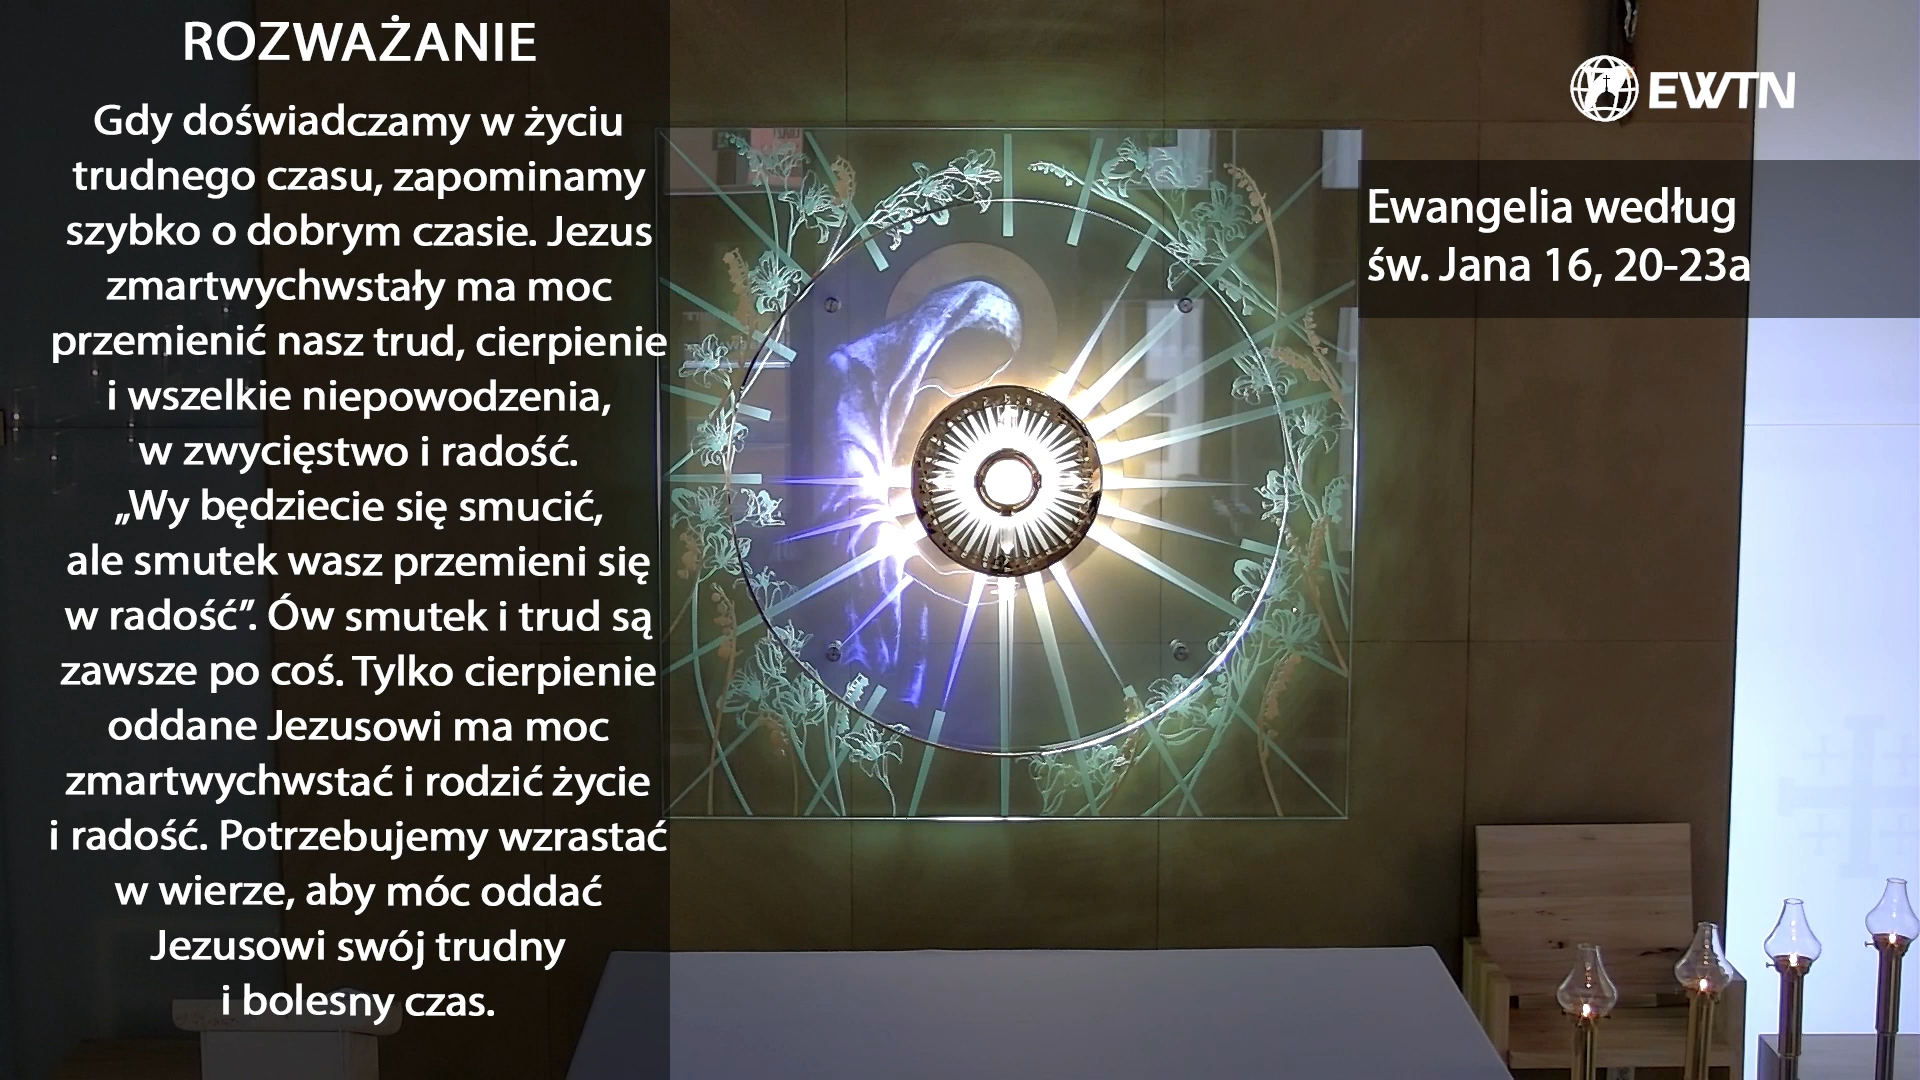 ROZWAŻANIE
Gdy doświadczamy w życiu
trudnego czasu, zapominamy
szybko o dobrym czasie. Jezus
zmartwychwstały ma moc
przemienić nasz trud, cierpienie
i wszelkie niepowodzenia,
w zwycięstwo i radość.
„Wy będziecie się smucić,
ale smutek wasz przemieni się
w radość”. Ów smutek i trud są
zawsze po coś. Tylko cierpienie
oddane Jezusowi ma moc
zmartwychwstać i rodzić życie
i radość. Potrzebujemy wzrastać
w wierze, aby móc oddać
Jezusowi swój trudny
i bolesny czas.
EWTN
Ewangelia według
św. Jana 16, 20-23a